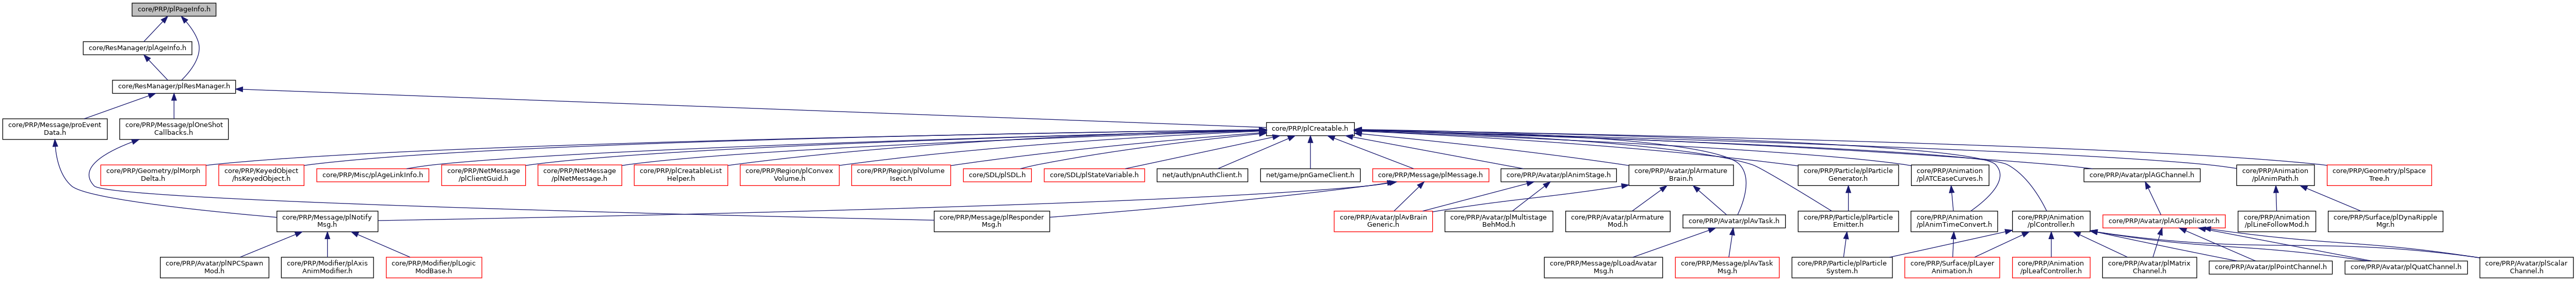 core/PRP/plPageInfo.h
core/ResManager/plAgeInfo.h
core/ResManager/plResManager.h
core/PRP/Message/proEvent
Data.h
core/PRP/Message/plOneShot
Callbacks.h
core/PRP/plCreatable.h
core/PRP/Geometry/plMorph
Delta.h
core/PRP/KeyedObject
/hsKeyedObject.h
core/PRP/Misc/plAgeLinkInfo.h
core/PRP/NetMessage
/plClientGuid.h
core/PRP/NetMessage
/plNetMessage.h
core/PRP/plCreatableList
Helper.h
core/PRP/Region/plConvex
Volume.h
core/PRP/Region/plVolume
Isect.h
core/SDL/plSDL.h
core/SDL/plStateVariable.h
net/auth/pnAuthClient.h
net/game/pnGameClient.h
core/PRP/Message/plMessage.h
core/PRP/Avatar/plAnimStage.h
core/PRP/Avatar/plArmature
Brain.h
core/PRP/Particle/plParticle
Generator.h
core/PRP/Animation
/plATCEaseCurves.h
core/PRP/Avatar/plAGChannel.h
core/PRP/Animation
/plAnimPath.h
core/PRP/Geometry/plSpace
Tree.h
core/PRP/Message/plNotify
Msg.h
core/PRP/Message/plResponder
Msg.h
core/PRP/Avatar/plAvBrain
Generic.h
core/PRP/Avatar/plMultistage
BehMod.h
core/PRP/Avatar/plArmature
Mod.h
core/PRP/Avatar/plAvTask.h
core/PRP/Particle/plParticle
Emitter.h
core/PRP/Animation
/plAnimTimeConvert.h
core/PRP/Animation
/plController.h
core/PRP/Avatar/plAGApplicator.h
core/PRP/Animation
/plLineFollowMod.h
core/PRP/Surface/plDynaRipple
Mgr.h
core/PRP/Avatar/plNPCSpawn
Mod.h
core/PRP/Modifier/plAxis
AnimModifier.h
core/PRP/Modifier/plLogic
ModBase.h
core/PRP/Message/plLoadAvatar
Msg.h
core/PRP/Message/plAvTask
Msg.h
core/PRP/Particle/plParticle
System.h
core/PRP/Surface/plLayer
Animation.h
core/PRP/Animation
/plLeafController.h
core/PRP/Avatar/plMatrix
Channel.h
core/PRP/Avatar/plPointChannel.h
core/PRP/Avatar/plQuatChannel.h
core/PRP/Avatar/plScalar
Channel.h